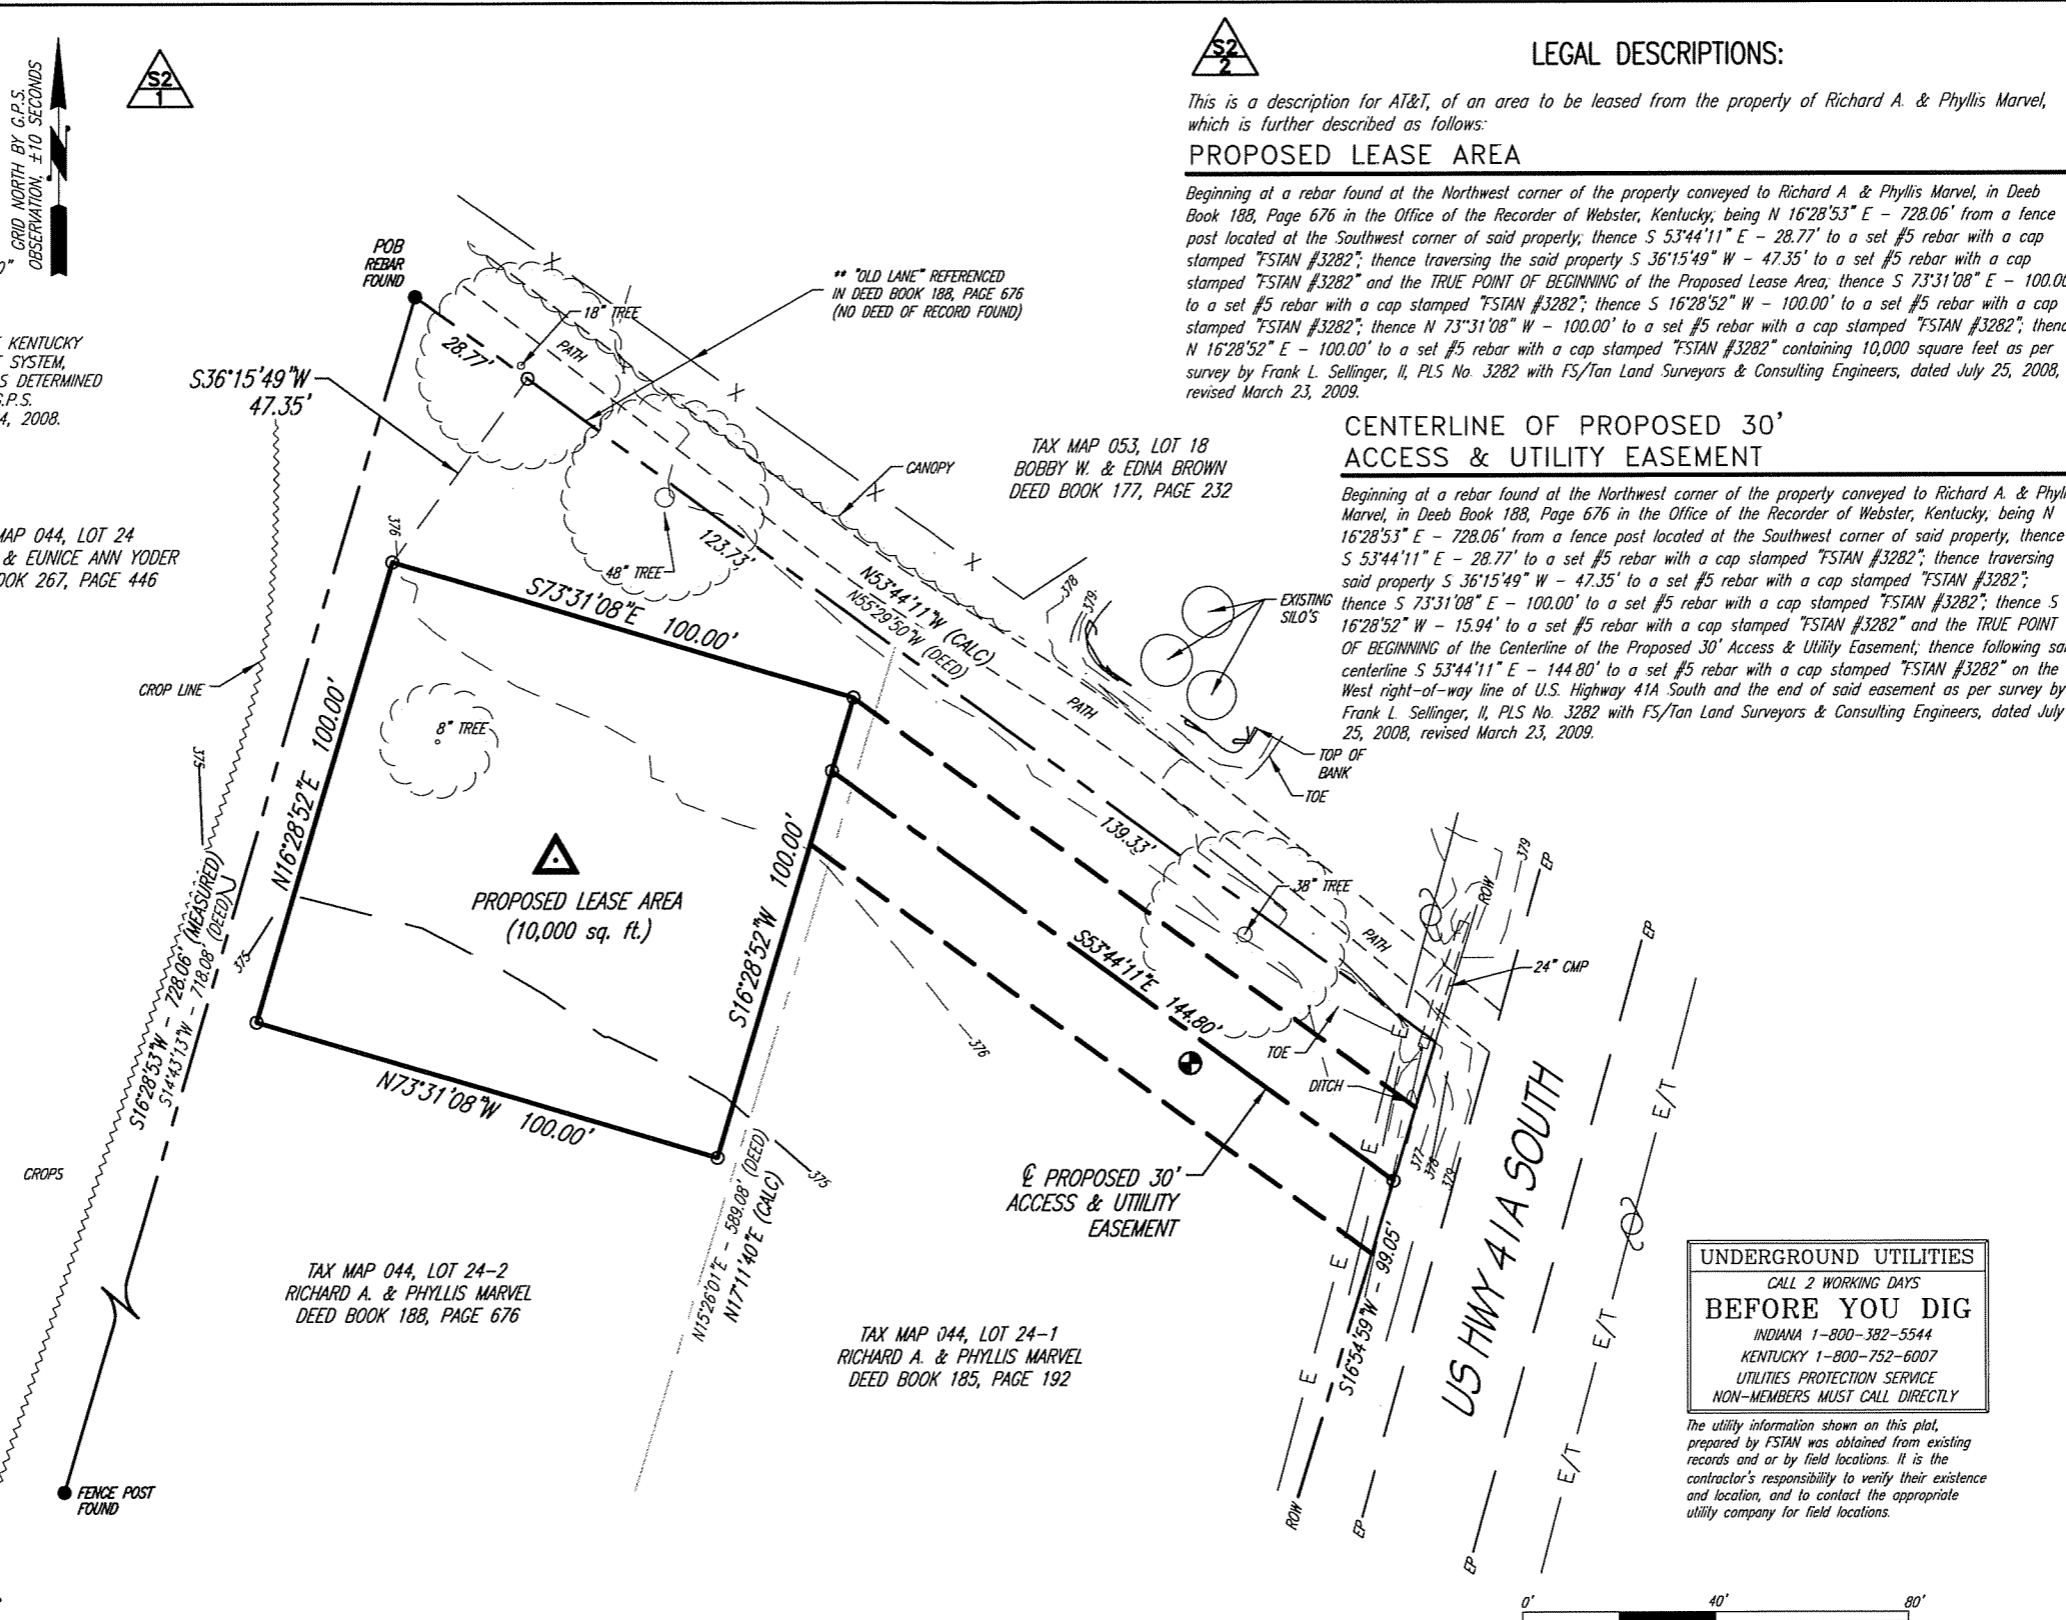 GRID NORTH BY G.P.S.
OBSERVATION, ±10 SECONDS
N
S2
1
S2
2
LEGAL DESCRIPTIONS:
This is a description for AT&T, of an area to be leased from the property of Richard A. & Phyllis Marvel,
which is further described as follows:
PROPOSED LEASE AREA
Beginning at a rebar found at the Northwest corner of the property conveyed to Richard A. & Phyllis Marvel, in Deeb
Book 188, Page 676 in the Office of the Recorder of Webster, Kentucky, being N 16°28'53" E - 728.06' from a fence
post located at the Southwest corner of said property; thence S 53°44'11" E - 28.77' to a set #5 rebar with a cap
stamped "FSTAN #3282"; thence traversing the said property S 36°15'49" W - 47.35' to a set #5 rebar with a cap
stamped "FSTAN #3282" and the TRUE POINT OF BEGINNING of the Proposed Lease Area; thence S 73°31'08" E - 100.00
to a set #5 rebar with a cap stamped "FSTAN #3282"; thence S 16°28'52" W - 100.00' to a set #5 rebar with a cap
stamped "FSTAN #3282"; thence N 73°31'08" W - 100.00' to a set #5 rebar with a cap stamped "FSTAN #3282"; thenc
N 16°28'52" E - 100.00' to a set #5 rebar with a cap stamped "FSTAN #3282" containing 10,000 square feet as per
survey by Frank L. Sellinger, II, PLS No. 3282 with FS/Tan Land Surveyors & Consulting Engineers, dated July 25, 2008,
revised March 23, 2009.
CENTERLINE OF PROPOSED 30'
ACCESS & UTILITY EASEMENT
Beginning at a rebar found at the Northwest corner of the property conveyed to Richard A. & Phyll
Marvel, in Deeb Book 188, Page 676 in the Office of the Recorder of Webster, Kentucky, being N
16°28'53" E - 728.06' from a fence post located at the Southwest corner of said property, thence
S 53°44'11" E - 28.77' to a set #5 rebar with a cap stamped "FSTAN #3282"; thence traversing
said property S 36°15'49" W - 47.35' to a set #5 rebar with a cap stamped "FSTAN #3282";
thence S 73°31'08" E - 100.00' to a set #5 rebar with a cap stamped "FSTAN #3282"; thence S
16°28'52" W - 15.94' to a set #5 rebar with a cap stamped "FSTAN #3282" and the TRUE POINT
OF BEGINNING of the Centerline of the Proposed 30' Access & Utility Easement; thence following sai
centerline S 53°44'11" E - 144.80' to a set #5 rebar with a cap stamped "FSTAN #3282" on the
West right-of-way line of U.S. Highway 41A South and the end of said easement as per survey by
Frank L. Sellinger, II, PLS No. 3282 with FS/Tan Land Surveyors & Consulting Engineers, dated July
25, 2008, revised March 23, 2009.
KENTUCKY
SYSTEM,
S DETERMINED
G.P.S.
4, 2008.
POB
REBAR
FOUND
S36°15'49"W
47.35'
28.77'
18" TREE
PATH
X
X
X
X
X
** "OLD LANE" REFERENCED
IN DEED BOOK 188, PAGE 676
(NO DEED OF RECORD FOUND)
CANOPY
TAX MAP 053, LOT 18
BOBBY W. & EDNA BROWN
DEED BOOK 177, PAGE 232
MAP 044, LOT 24
& EUNICE ANN YODER
OOK 267, PAGE 446
376
48" TREE
123.73'
N53°44'11"W (CALC)
N55°29'50"W (DEED)
378
379
EXISTING
SILO'S
PATH
TOP OF
BANK
TOE
CROP LINE
S73°31'08"E 100.00'
8" TREE
N16°28'52"E 100.00'
375
PROPOSED LEASE AREA
(10,000 sq. ft.)
S16°28'52"W 100.00'
N73°31'08"W 100.00'
375
S16°28'53"W - 728.06' (MEASURED)
S14°43'13"W - 718.08' (DEED)
CROPS
139.33'
38" TREE
S53°44'11"E 144.80'
PATH
379
EP
ROW
EP
24" CMP
376
TOE
DITCH
E
E
E
E
E
377
378
379
375
℄ PROPOSED 30'
ACCESS & UTIILITY
EASEMENT
US HWY 41A SOUTH
E/T
E/T
E/T
E/T
S16°54'59"W - 99.05'
N15°26'01"E - 589.08' (DEED)
N17°11'40"E (CALC)
TAX MAP 044, LOT 24-2
RICHARD A. & PHYLLIS MARVEL
DEED BOOK 188, PAGE 676
TAX MAP 044, LOT 24-1
RICHARD A. & PHYLLIS MARVEL
DEED BOOK 185, PAGE 192
FENCE POST
FOUND
ROW
EP
EP
UNDERGROUND UTILITIES
CALL 2 WORKING DAYS
BEFORE YOU DIG
INDIANA 1-800-382-5544
KENTUCKY 1-800-752-6007
UTILITIES PROTECTION SERVICE
NON-MEMBERS MUST CALL DIRECTLY
The utility information shown on this plat,
prepared by FSTAN was obtained from existing
records and or by field locations. It is the
contractor's responsibility to verify their existence
and location, and to contact the appropriate
utility company for field locations.
0' 40' 80'